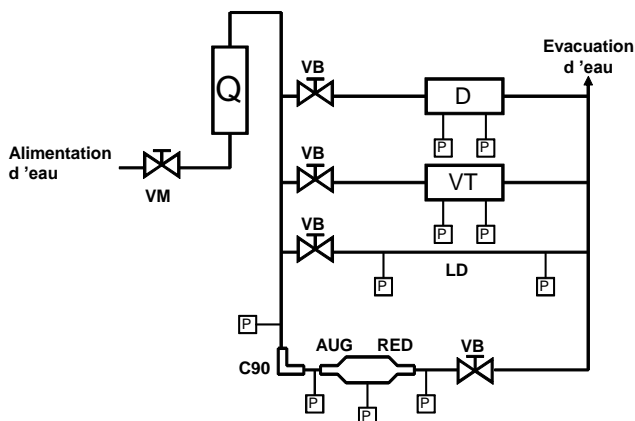 Evacuation
d ’eau
VB
Q
D
P P
Alimentation
d ’eau
VM
VB
VT
P P
VB
LD
P P
P
AUG RED VB
C90
P P P